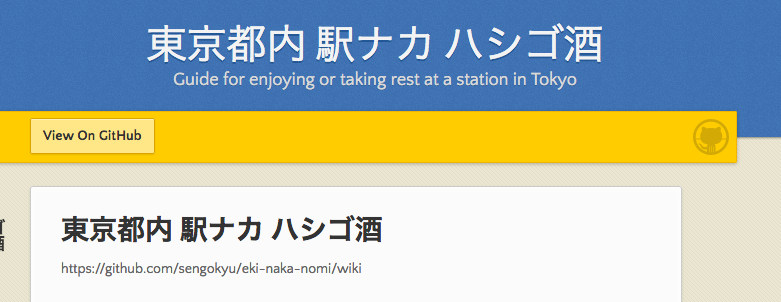 東京都内 駅ナカ ハシゴ酒
Guide for enjoying or taking rest at a station in Tokyo
View On GitHub
東京都内 駅ナカ ハシゴ酒
https://github.com/sengokyu/eki-naka-nomi/wiki
ゴ
酒